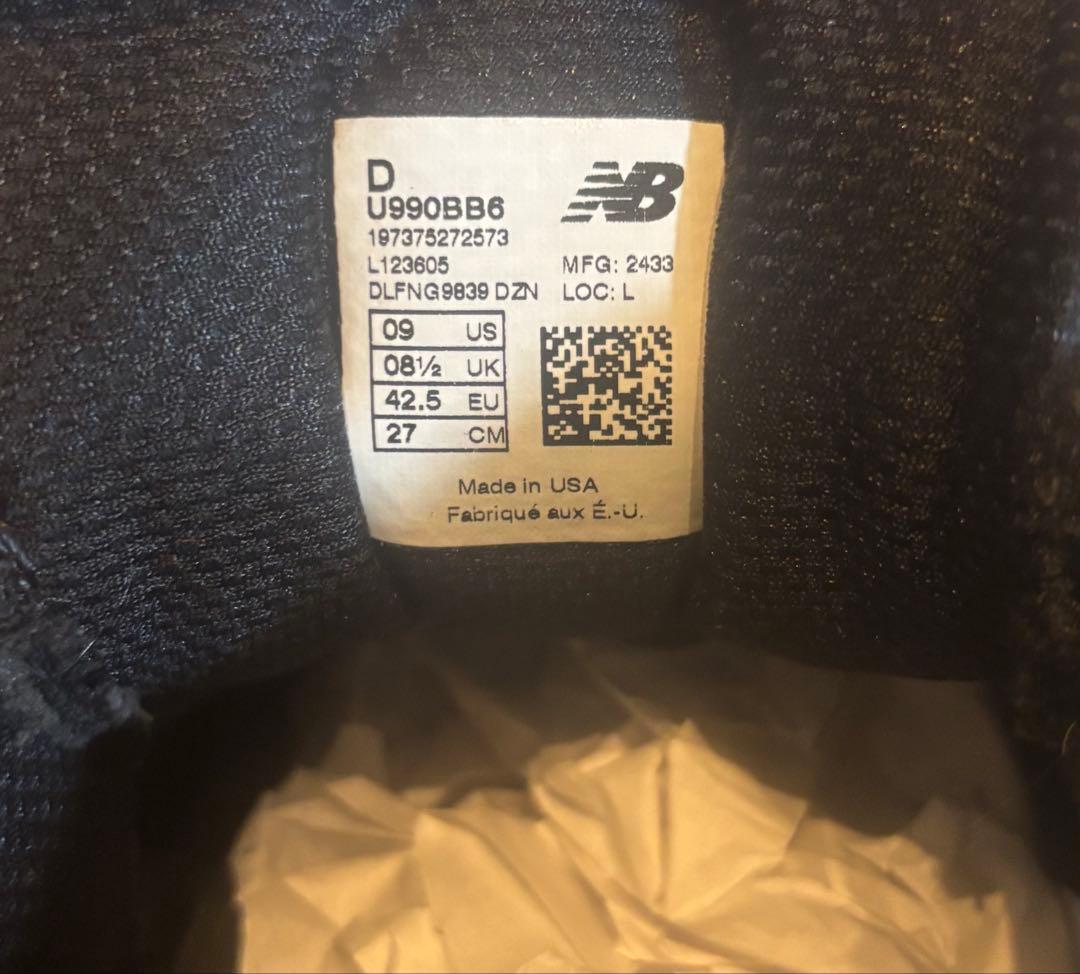 D
U990BB6
197375272573
L123605
DLFNG9839 DZN
NB
MFG: 2433
LOC: L
09 US
08½ UK
42.5 EU
27 CM
Made in USA
Fabriqué aux É.-U.